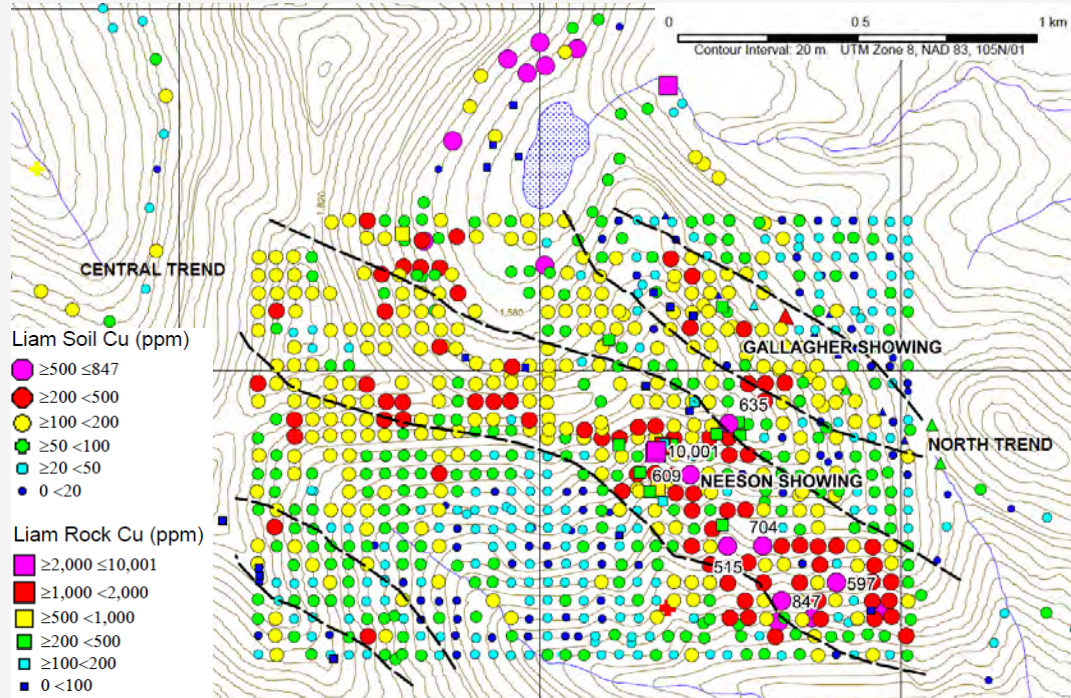 0 0 5 1 km
Contour Interval: 20 m. UTM Zone 8, NAD 83, 105N/01
1,820
CENTRAL TREND
1,580
Liam Soil Cu (ppm)
≥500 ≤847
≥200 <500
≥100 <200
≥50 <100
≥20 <50
0 <20
GALLAGHER SHOWING
635
NORTH TREND
10,001
609
NEESON SHOWING
704
515
597
847
Liam Rock Cu (ppm)
≥2,000 ≤10,001
≥1,000 <2,000
≥500 <1,000
≥200 <500
≥100<200
0 <100